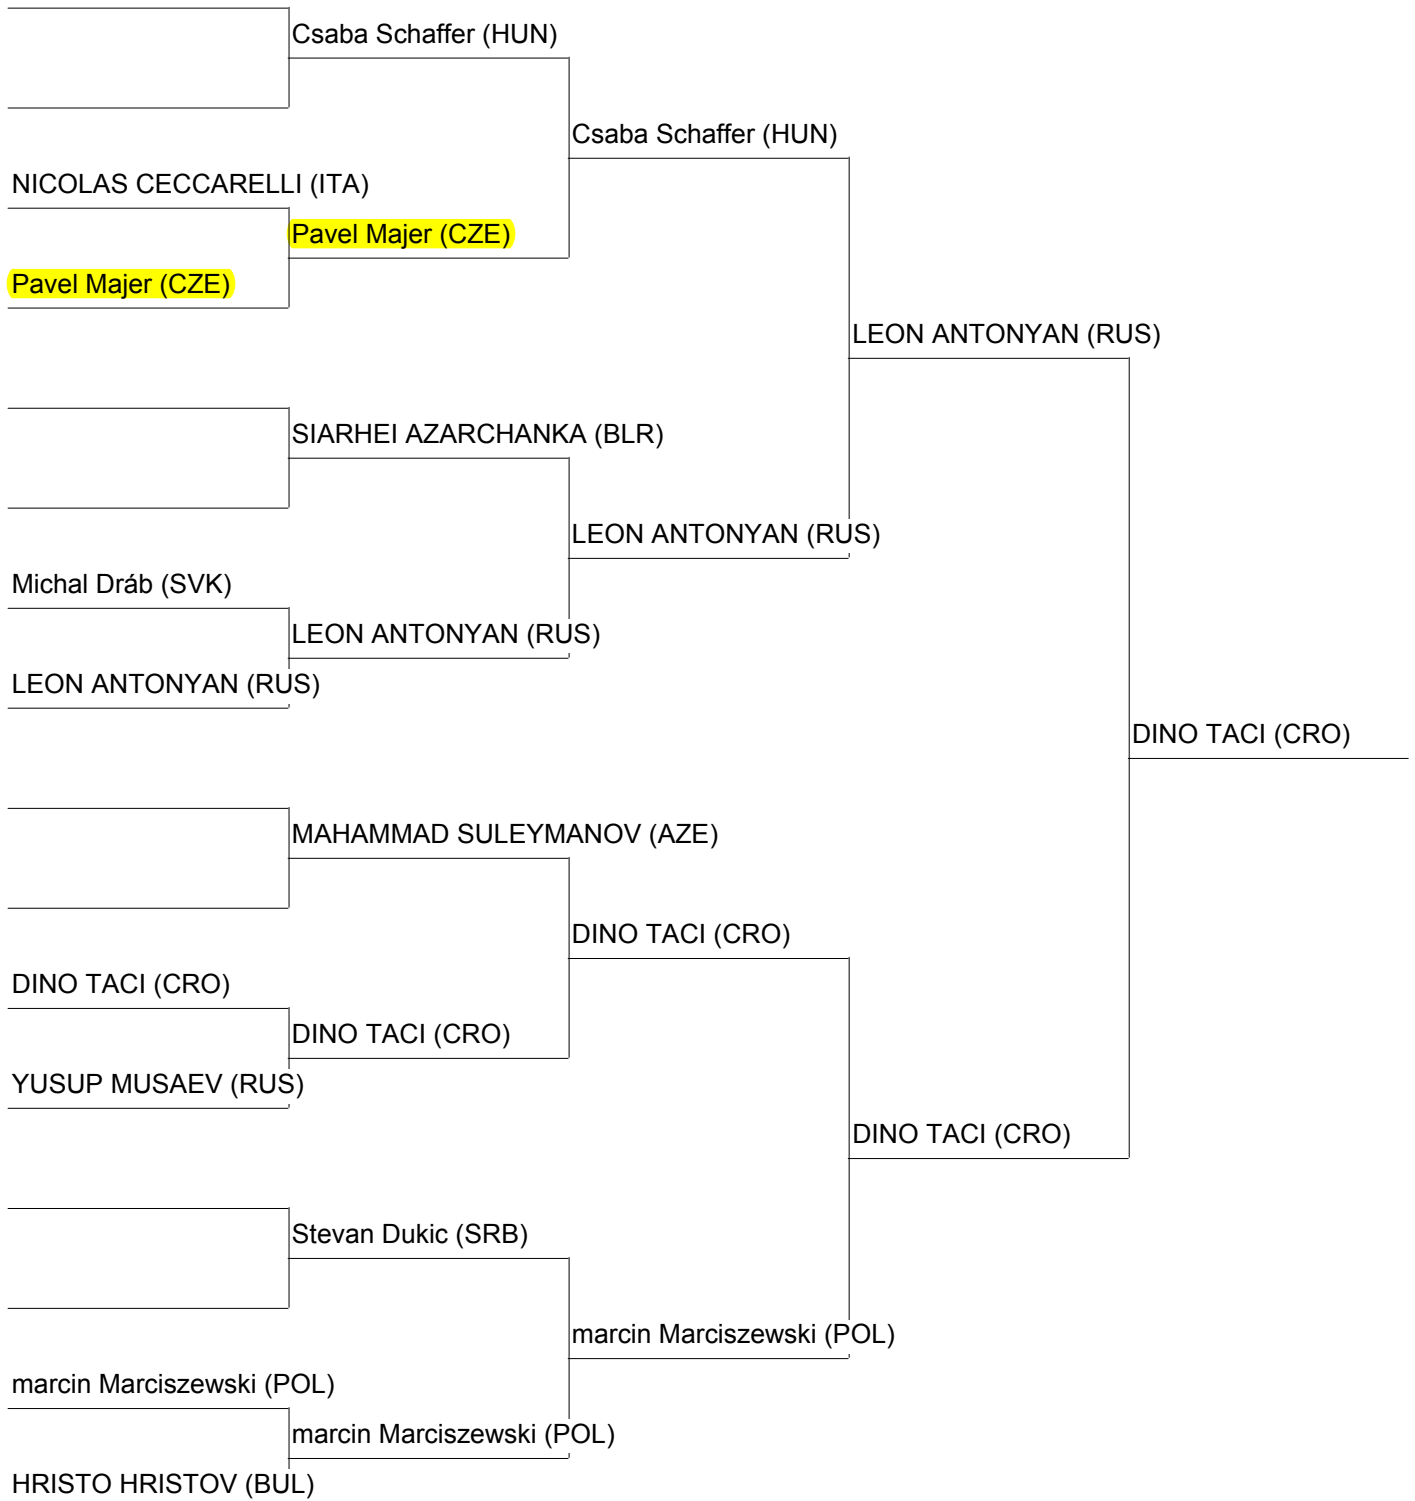 Csaba Schaffer (HUN)
Csaba Schaffer (HUN)
NICOLAS CECCARELLI (ITA)
Pavel Majer (CZE)
Pavel Majer (CZE)
LEON ANTONYAN (RUS)
SIARHEI AZARCHANKA (BLR)
LEON ANTONYAN (RUS)
Michal Dráb (SVK)
LEON ANTONYAN (RUS)
LEON ANTONYAN (RUS)
DINO TACI (CRO)
MAHAMMAD SULEYMANOV (AZE)
DINO TACI (CRO)
DINO TACI (CRO)
DINO TACI (CRO)
YUSUP MUSAEV (RUS)
DINO TACI (CRO)
Stevan Dukic (SRB)
marcin Marciszewski (POL)
marcin Marciszewski (POL)
marcin Marciszewski (POL)
HRISTO HRISTOV (BUL)